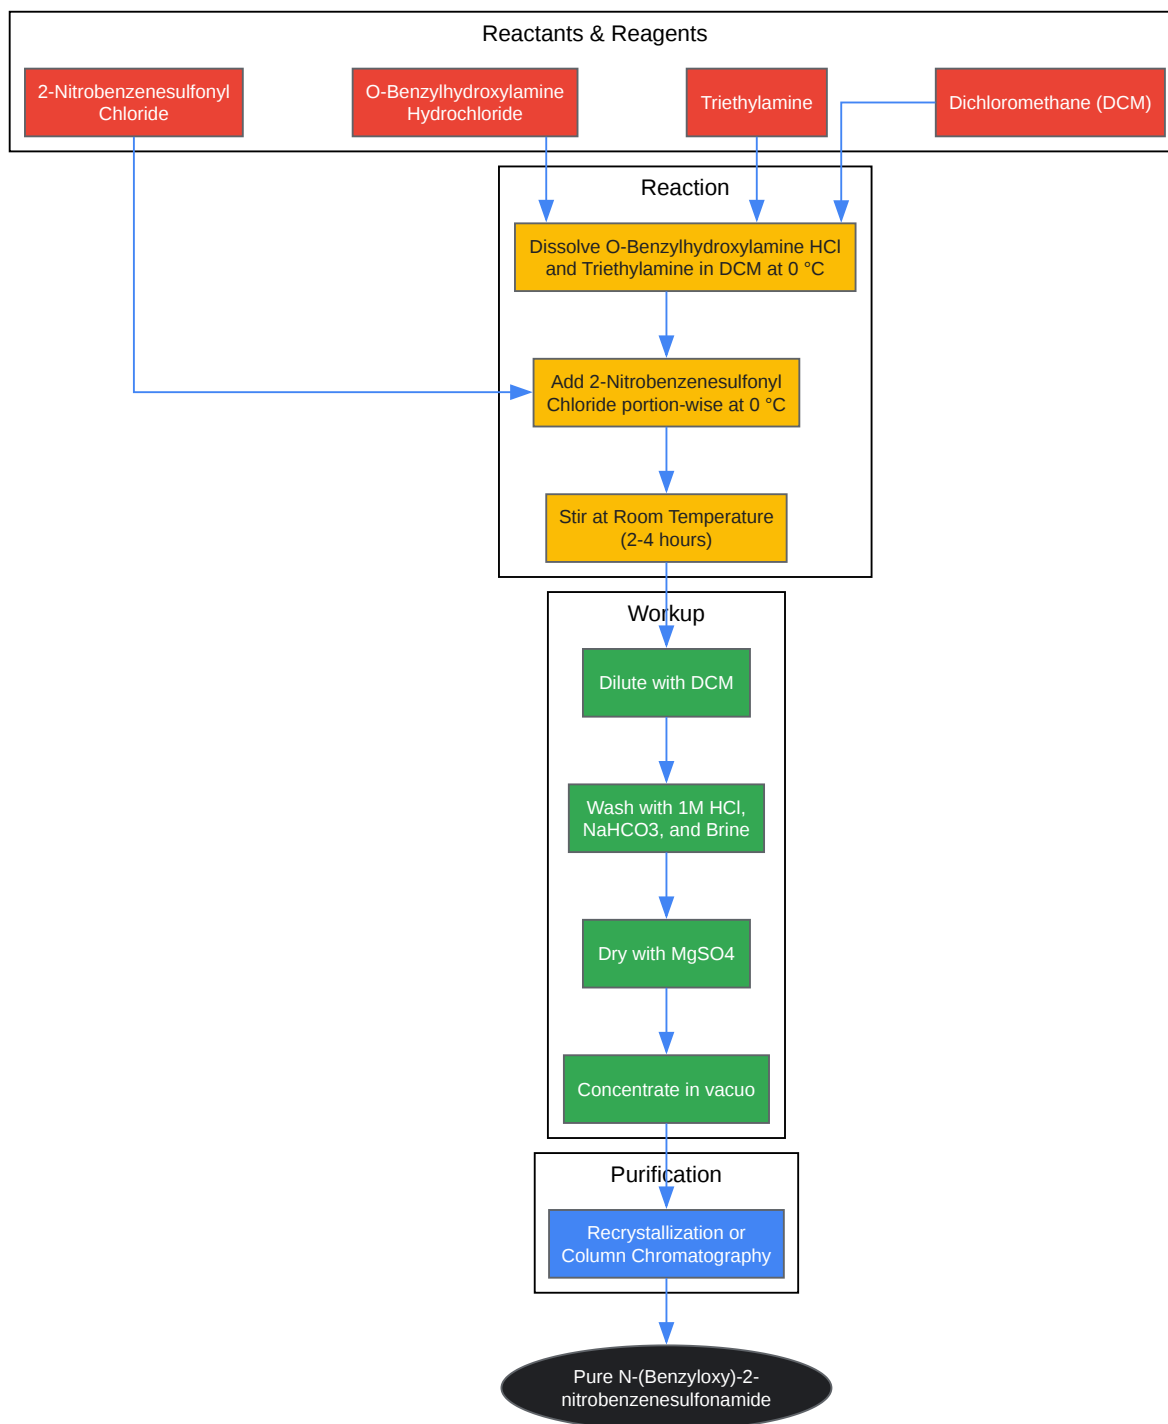 Reactants & Reagents
2-Nitrobenzenesulfonyl
Chloride
O-Benzylhydroxylamine
Hydrochloride
Triethylamine
Dichloromethane (DCM)
Reaction
Dissolve O-Benzylhydroxylamine HCl
and Triethylamine in DCM at 0 °C
Add 2-Nitrobenzenesulfonyl
Chloride portion-wise at 0 °C
Stir at Room Temperature
(2-4 hours)
Workup
Dilute with DCM
Wash with 1M HCl,
NaHCO3, and Brine
Dry with MgSO4
Concentrate in vacuo
Purification
Recrystallization or
Column Chromatography
Pure N-(Benzyloxy)-2-
nitrobenzenesulfonamide